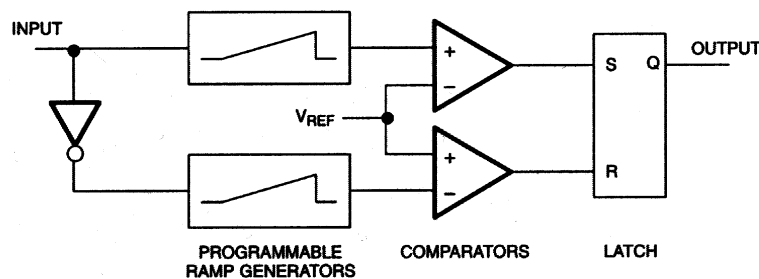 INPUT
OUTPUT
+
−
S
Q
VREF
+
−
R
PROGRAMMABLE
RAMP GENERATORS
COMPARATORS
LATCH